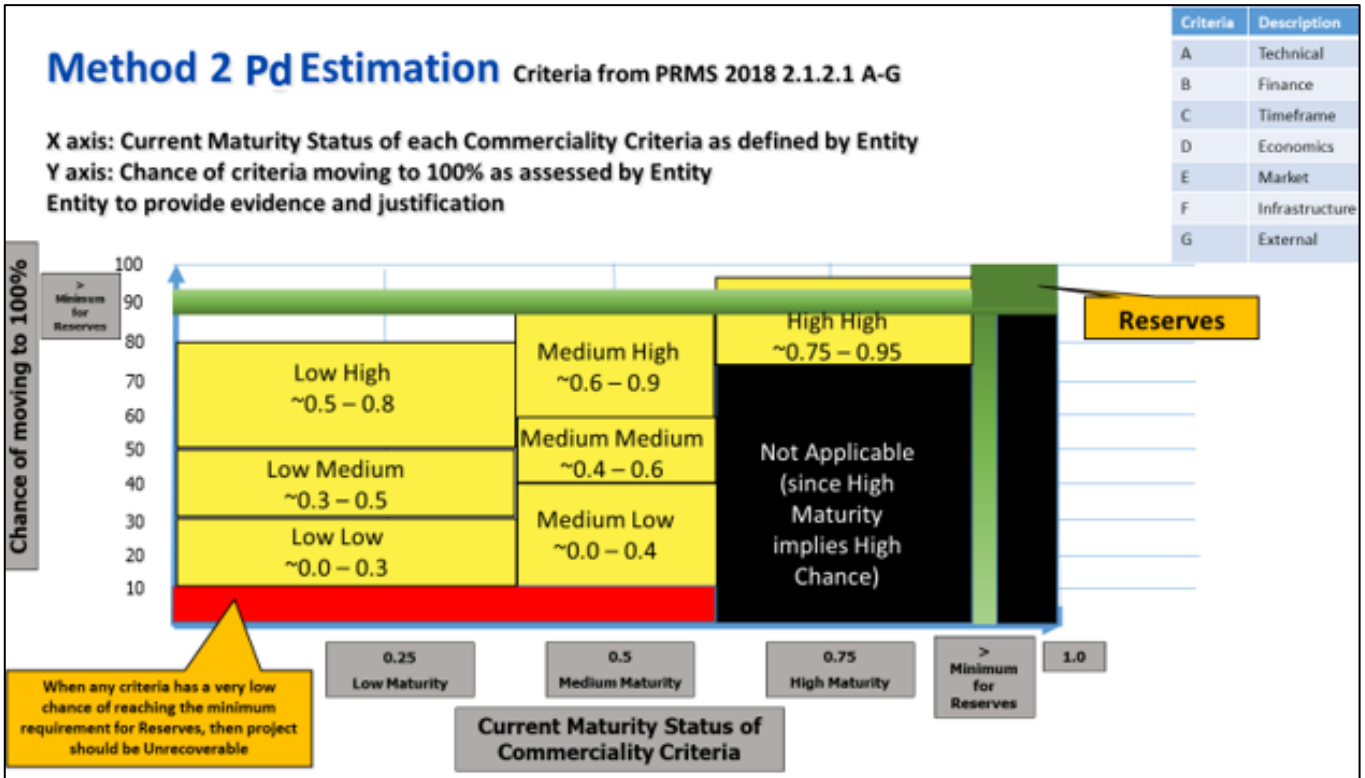 Method 2 Pd Estimation Criteria from PRMS 2018 2.1.2.1 A-G
X axis: Current Maturity Status of each Commerciality Criteria as defined by Entity
Y axis: Chance of criteria moving to 100% as assessed by Entity
Entity to provide evidence and justification
Criteria Description
A Technical
B Finance
C Timeframe
D Economics
E Market
F Infrastructure
G External
Chance of moving to 100%
>
Minimum
for
Reserves
100
90
80
70
60
50
40
30
20
10
Low High
~0.5 – 0.8
Low Medium
~0.3 – 0.5
Low Low
~0.0 – 0.3
Medium High
~0.6 – 0.9
Medium Medium
~0.4 – 0.6
Medium Low
~0.0 – 0.4
High High
~0.75 – 0.95
Not Applicable
(since High
Maturity
implies High
Chance)
Reserves
When any criteria has a very low
chance of reaching the minimum
requirement for Reserves, then project
should be Unrecoverable
0.25
Low Maturity
0.5
Medium Maturity
0.75
High Maturity
>
Minimum
for
Reserves
1.0
Current Maturity Status of
Commerciality Criteria